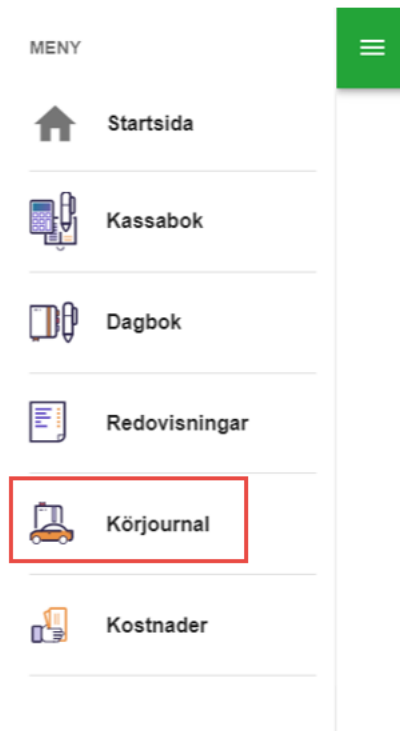 MENY
Startsida
Kassabok
Dagbok
Redovisningar
Körjournal
Kostnader